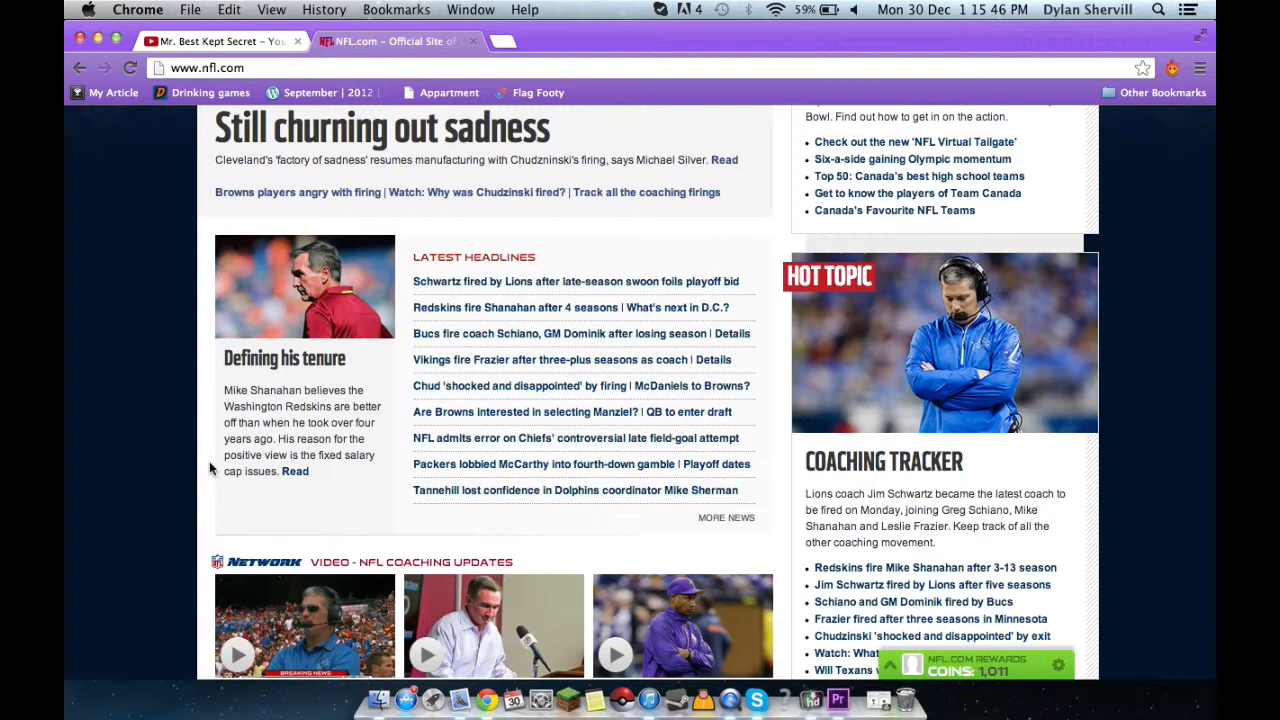 Chrome File Edit View History Bookmarks Window Help 4 59% Mon 30 Dec 1 15 46 PM Dylan Shervill
Mr. Best Kept Secret – You NFL.com – Official Site of
www.nfl.com
My Article Drinking games September | 2012 Appartment Flag Footy Other Bookmarks
Still churning out sadness
Cleveland's 'factory of sadness' resumes manufacturing with Chudzninski's firing, says Michael Silver. Read
Browns players angry with firing | Watch: Why was Chudzinski fired? | Track all the coaching firings
Defining his tenure
Mike Shanahan believes the
Washington Redskins are better
off than when he took over four
years ago. His reason for the
positive view is the fixed salary
cap issues. Read
LATEST HEADLINES
Schwartz fired by Lions after late-season swoon foils playoff bid
Redskins fire Shanahan after 4 seasons | What's next in D.C.?
Bucs fire coach Schiano, GM Dominik after losing season | Details
Vikings fire Frazier after three-plus seasons as coach | Details
Chud 'shocked and disappointed' by firing | McDaniels to Browns?
Are Browns interested in selecting Manziel? | QB to enter draft
NFL admits error on Chiefs' controversial late field-goal attempt
Packers lobbied McCarthy into fourth-down gamble | Playoff dates
Tannehill lost confidence in Dolphins coordinator Mike Sherman
MORE NEWS
NETWORK VIDEO - NFL COACHING UPDATES
BREAKING NEWS
Bowl. Find out how to get in on the action.
• Check out the new 'NFL Virtual Tailgate'
• Six-a-side gaining Olympic momentum
• Top 50: Canada's best high school teams
• Get to know the players of Team Canada
• Canada's Favourite NFL Teams
HOT TOPIC
COACHING TRACKER
Lions coach Jim Schwartz became the latest coach to
be fired on Monday, joining Greg Schiano, Mike
Shanahan and Leslie Frazier. Keep track of all the
other coaching movement.
• Redskins fire Mike Shanahan after 3-13 season
• Jim Schwartz fired by Lions after five seasons
• Schiano and GM Dominik fired by Bucs
• Frazier fired after three seasons in Minnesota
• Chudzinski 'shocked and disappointed' by exit
• Watch:
• Will Texans
NFL.COM REWARDS
COINS: 1,011
30 hd Pr